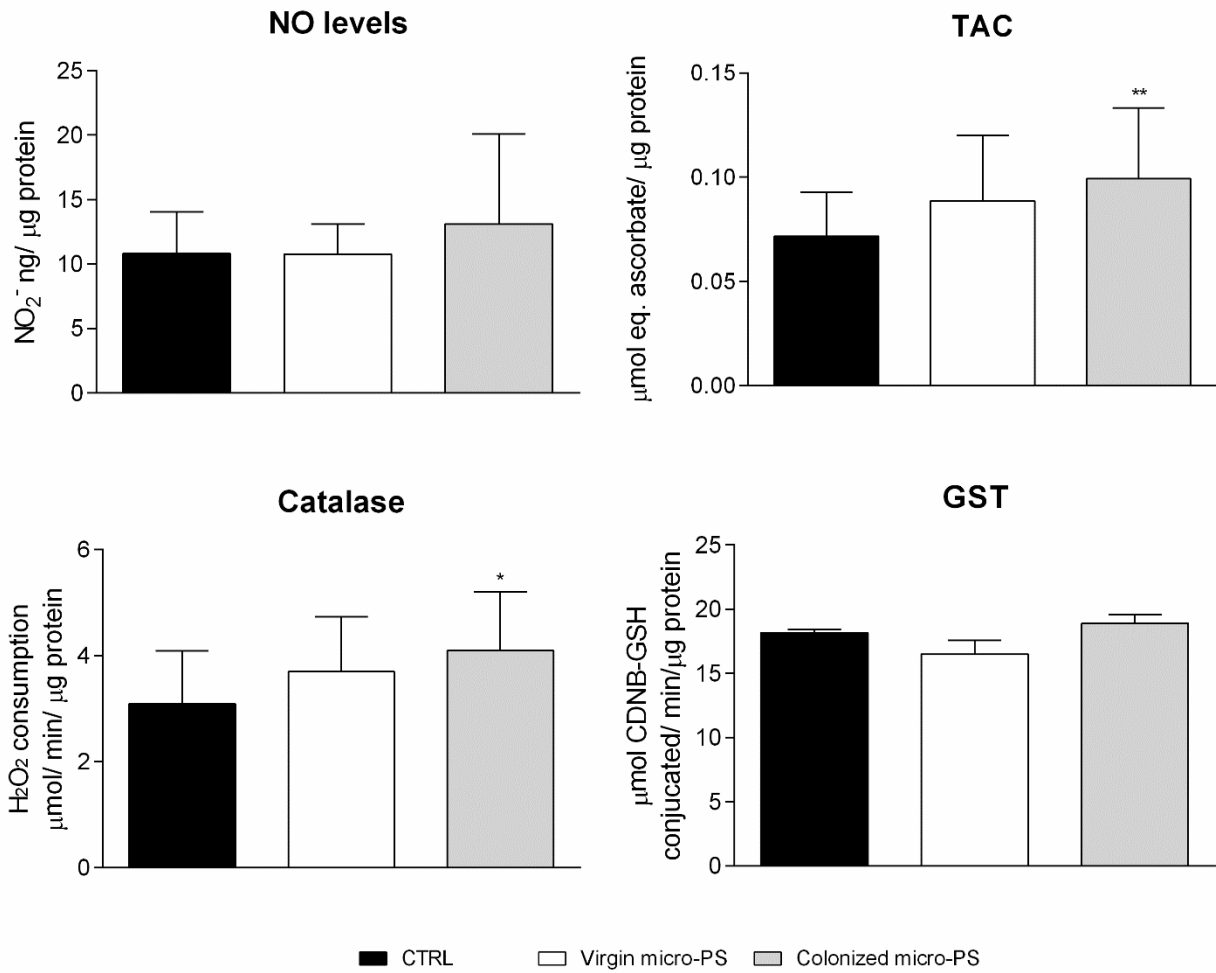 NO levels
25
20
15
10
5
0
NO₂⁻ ng/ μg protein
TAC
0.15
0.10
0.05
0.00
μmol eq. ascorbate/ μg protein
**
Catalase
6
4
2
0
H₂O₂ consumption
μmol/ min/ μg protein
*
GST
25
20
15
10
5
0
μmol CDNB-GSH
conjucated/ min/μg protein
CTRL
Virgin micro-PS
Colonized micro-PS